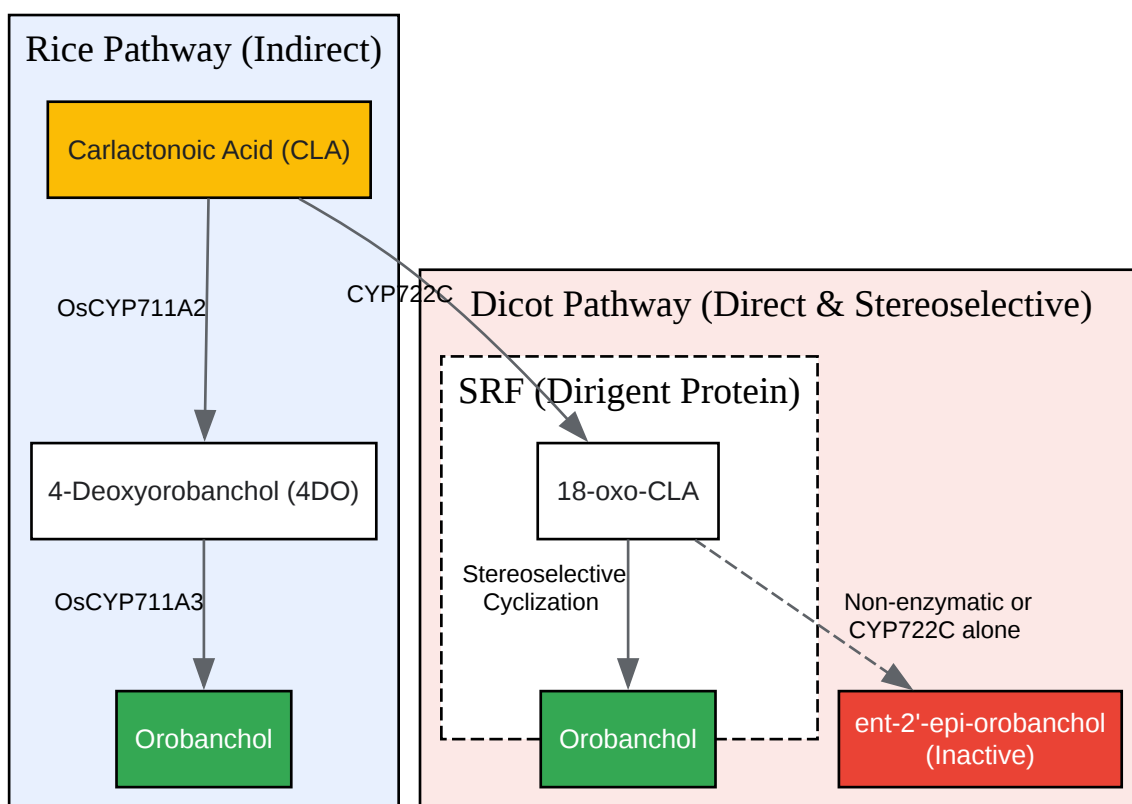 Rice Pathway (Indirect)
Carlactonoic Acid (CLA)
OsCYP711A2
CYP722C
4-Deoxyorobanchol (4DO)
OsCYP711A3
Orobanchol
Dicot Pathway (Direct & Stereoselective)
SRF (Dirigent Protein)
18-oxo-CLA
Stereoselective
Cyclization
Non-enzymatic or
CYP722C alone
Orobanchol
ent-2'-epi-orobanchol
(Inactive)